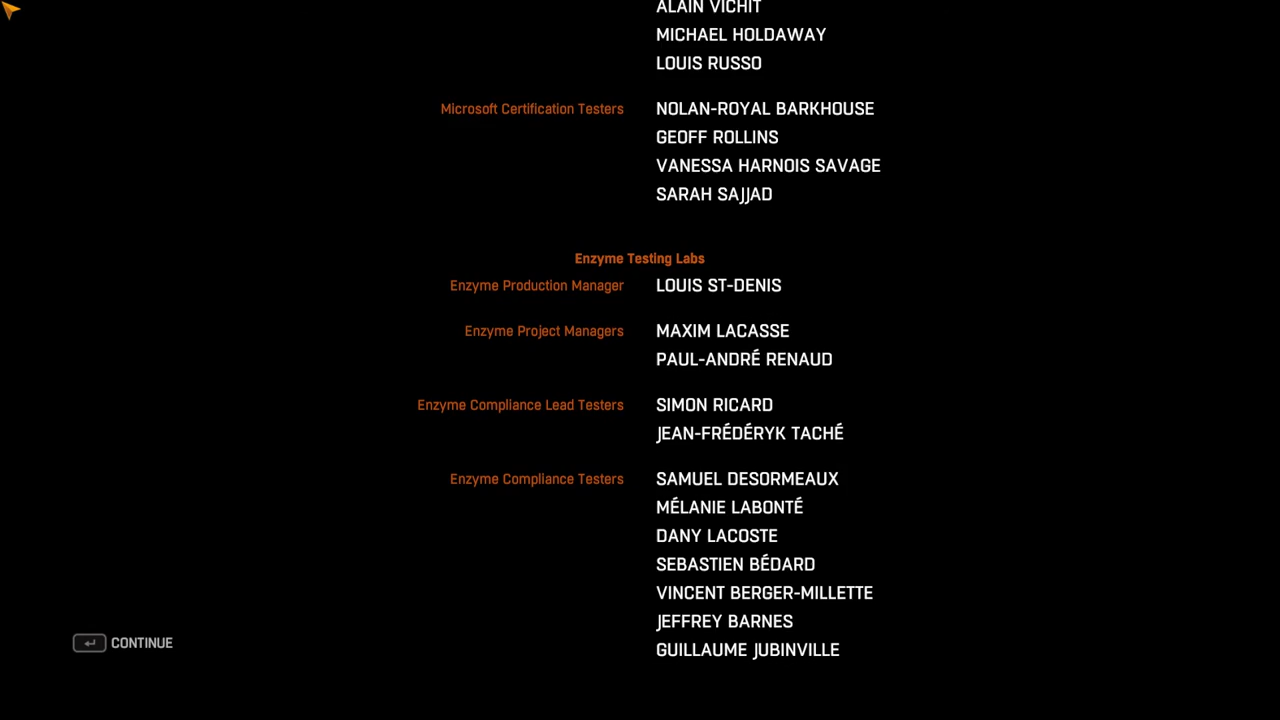 ALAIN VICHIT
MICHAEL HOLDAWAY
LOUIS RUSSO
Microsoft Certification Testers NOLAN-ROYAL BARKHOUSE
GEOFF ROLLINS
VANESSA HARNOIS SAVAGE
SARAH SAJJAD
Enzyme Testing Labs
Enzyme Production Manager LOUIS ST-DENIS
Enzyme Project Managers MAXIM LACASSE
PAUL-ANDRÉ RENAUD
Enzyme Compliance Lead Testers SIMON RICARD
JEAN-FRÉDÉRYK TACHÉ
Enzyme Compliance Testers SAMUEL DESORMEAUX
MÉLANIE LABONTÉ
DANY LACOSTE
SEBASTIEN BÉDARD
VINCENT BERGER-MILLETTE
JEFFREY BARNES
GUILLAUME JUBINVILLE
CONTINUE